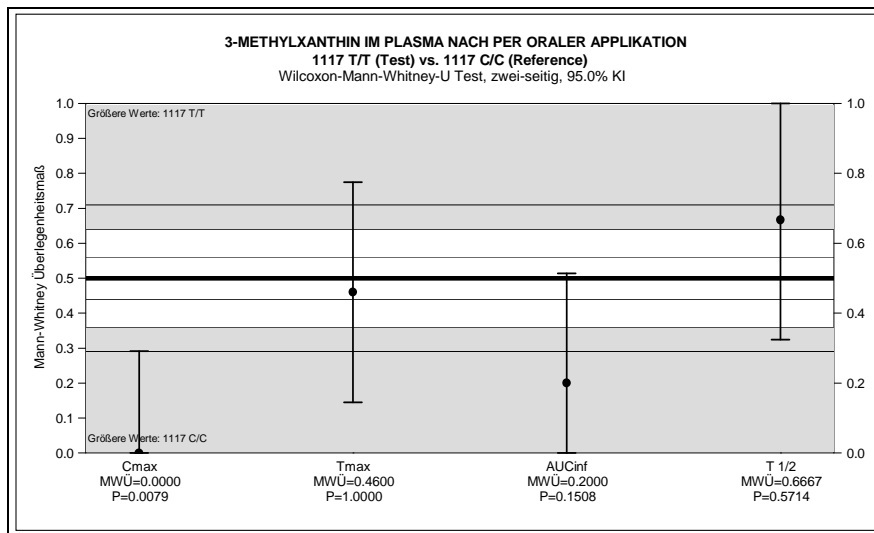 3-METHYLXANTHIN IM PLASMA NACH PER ORALER APPLIKATION
1117 T/T (Test) vs. 1117 C/C (Reference)
Wilcoxon-Mann-Whitney-U Test, zwei-seitig, 95.0% KI
Mann-Whitney Überlegenheitsmaß
Größere Werte: 1117 T/T
1.0 1.0
0.9
0.8 0.8
0.7
0.6 0.6
0.5
0.4 0.4
0.3
0.2 0.2
0.1
Größere Werte: 1117 C/C
0.0 0.0
Cmax Tmax AUCinf T 1/2
MWÜ=0.0000 MWÜ=0.4600 MWÜ=0.2000 MWÜ=0.6667
P=0.0079 P=1.0000 P=0.1508 P=0.5714